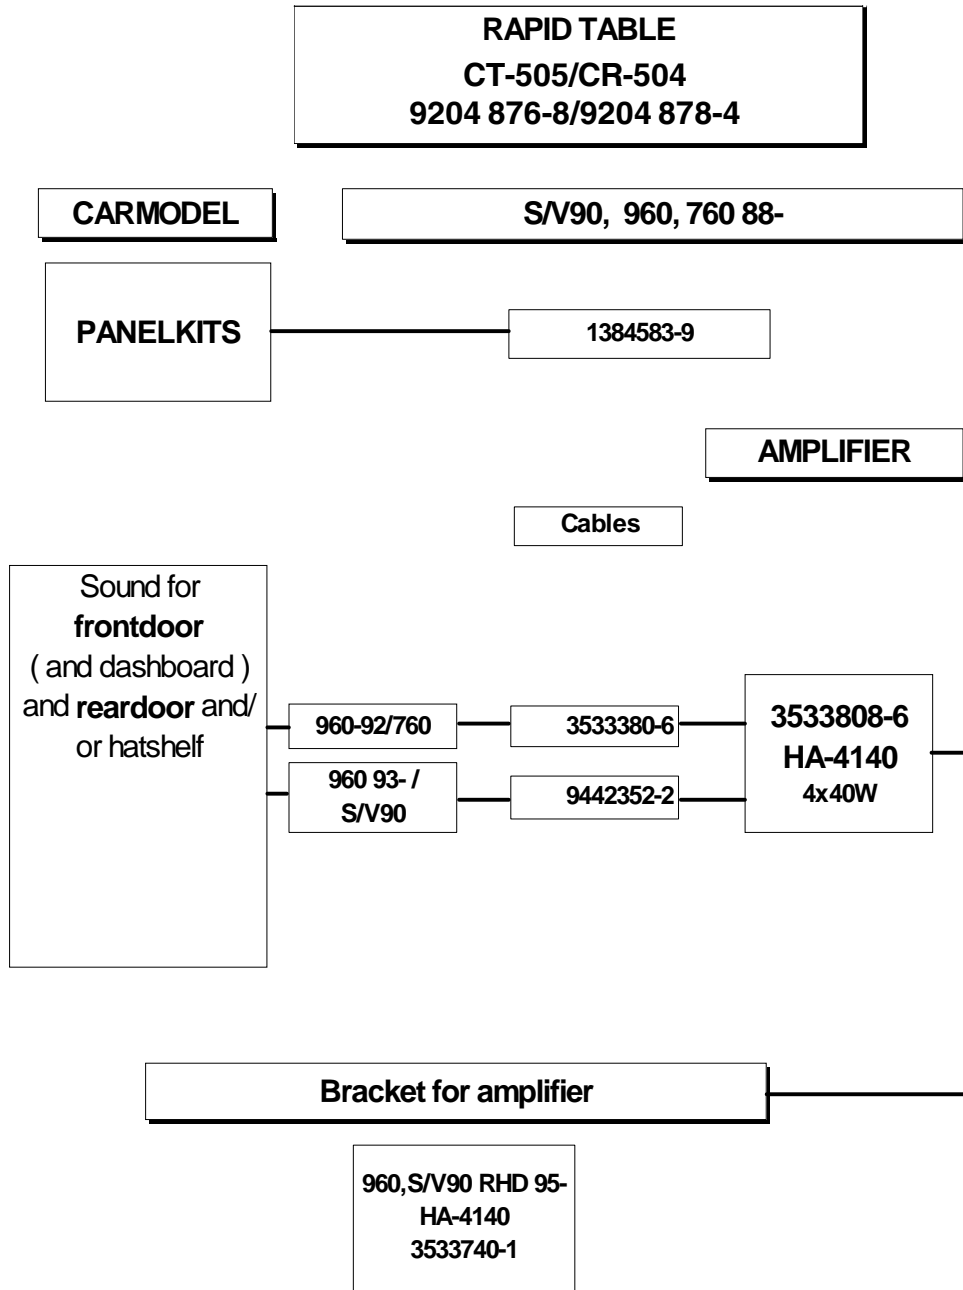 RAPID TABLE
CT-505/CR-504
9204 876-8/9204 878-4
CARMODEL
S/V90, 960, 760 88-
PANELKITS
1384583-9
AMPLIFIER
Cables
Sound for
frontdoor
( and dashboard )
and reardoor and/
or hatshelf
960-92/760
3533380-6
960 93- /
S/V90
9442352-2
3533808-6
HA-4140
4x40W
Bracket for amplifier
960,S/V90 RHD 95-
HA-4140
3533740-1